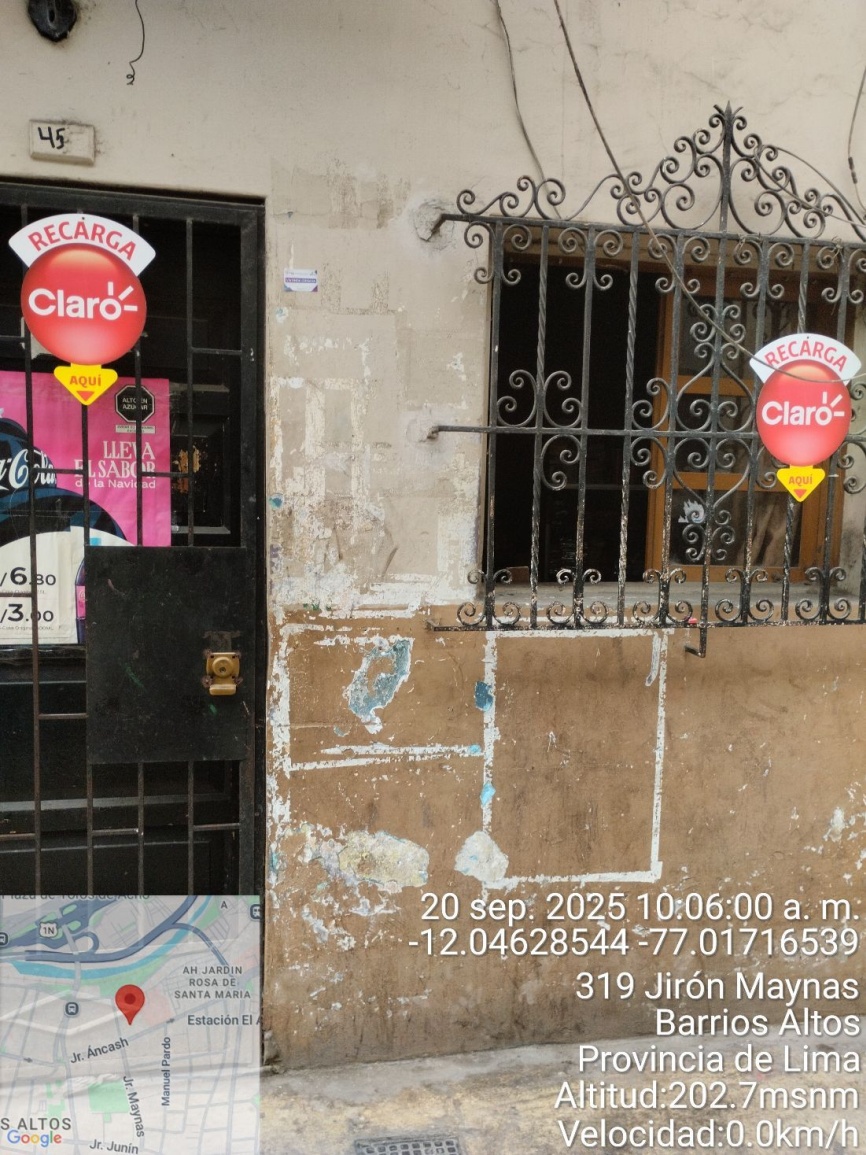 45
RECARGA
Claro
AQUÍ
ALTO EN
AZÚCAR
LLEVA
EL SABOR
de la Navidad
Cola
/6.80
/3.00
RECARGA
Claro
AQUÍ
20 sep. 2025 10:06:00 a. m.
-12.04628544 -77.01716539
319 Jirón Maynas
Barrios Altos
Provincia de Lima
Altitud:202.7msnm
Velocidad:0.0km/h
1N
AH JARDIN
ROSA DE
SANTA MARIA
Estación El A
Jr. Áncash
Manuel Pardo
Jr. Maynas
S ALTOS
Google
Jr. Junín